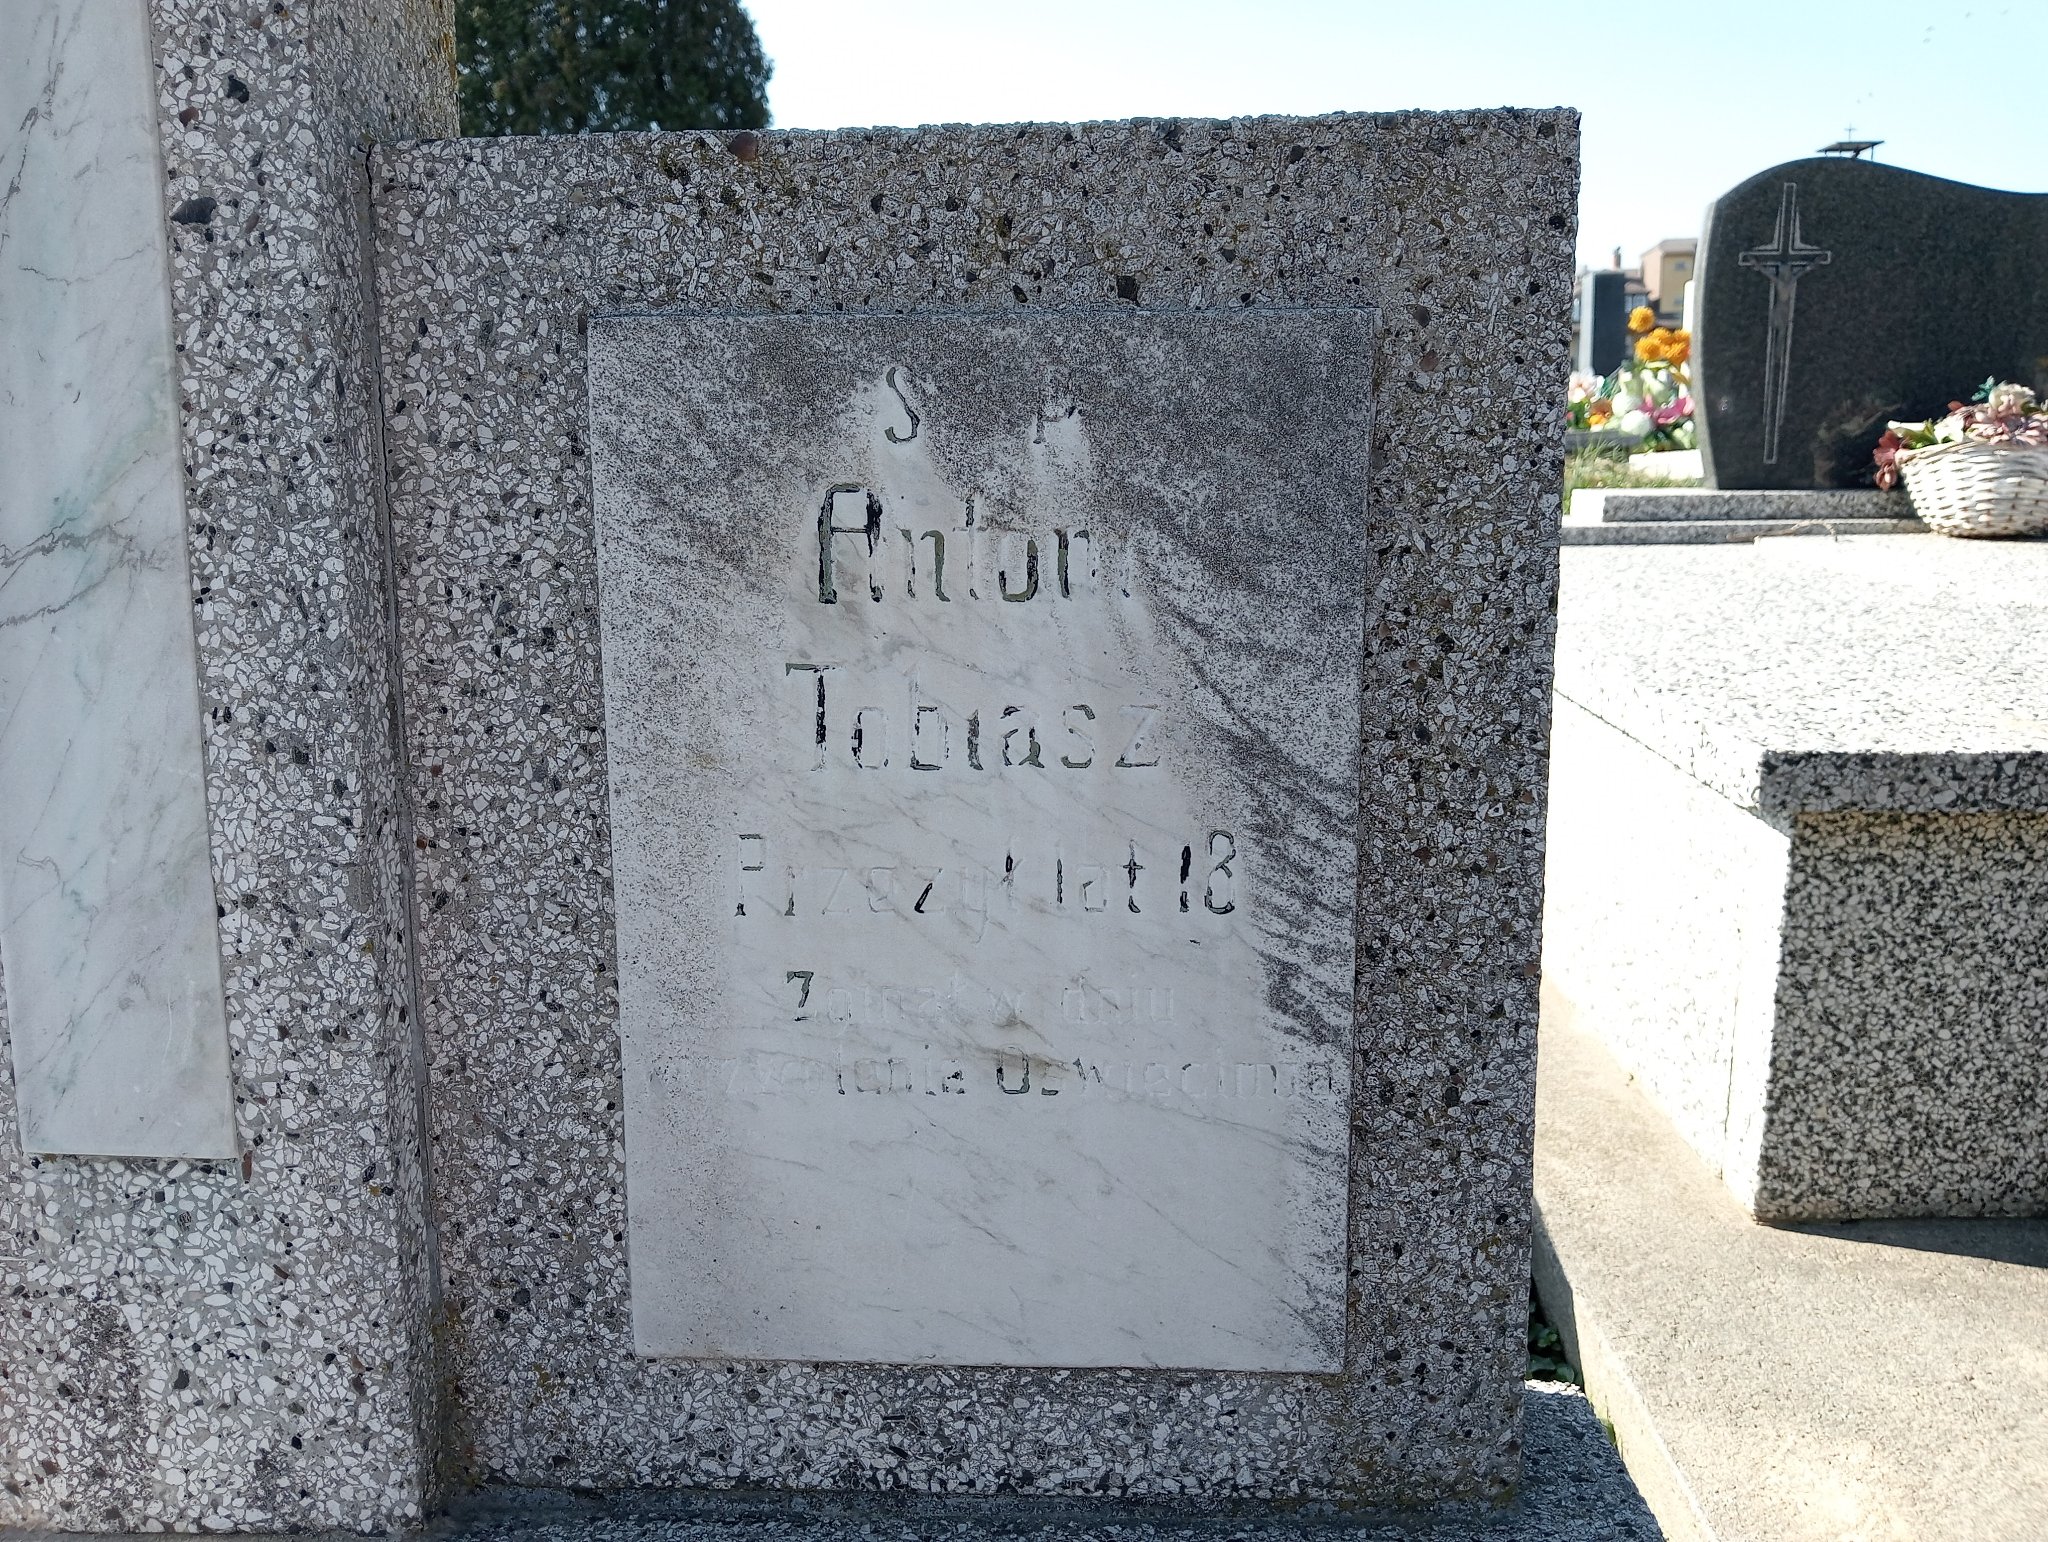 S P
Antoni
Tobiasz
Przeżył lat 18
Zginął w dniu
wyzwolenia Oświęcimia